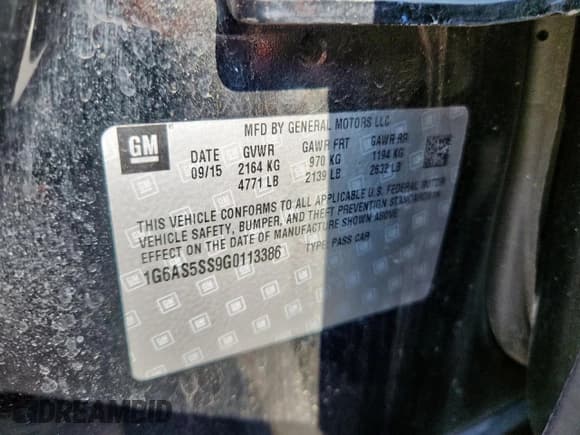 GM
MFD BY GENERAL MOTORS LLC
DATE GVWR GAWR FRT GAWR RR
09/15 2164 KG 970 KG 1194 KG
4771 LB 2139 LB 2632 LB
THIS VEHICLE CONFORMS TO ALL APPLICABLE U.S. FEDERAL MOTOR
VEHICLE SAFETY, BUMPER, AND THEFT PREVENTION STANDARDS IN
EFFECT ON THE DATE OF MANUFACTURE SHOWN ABOVE.
1G6AS5SS9G0113386 TYPE: PASS CAR
DREAMBID